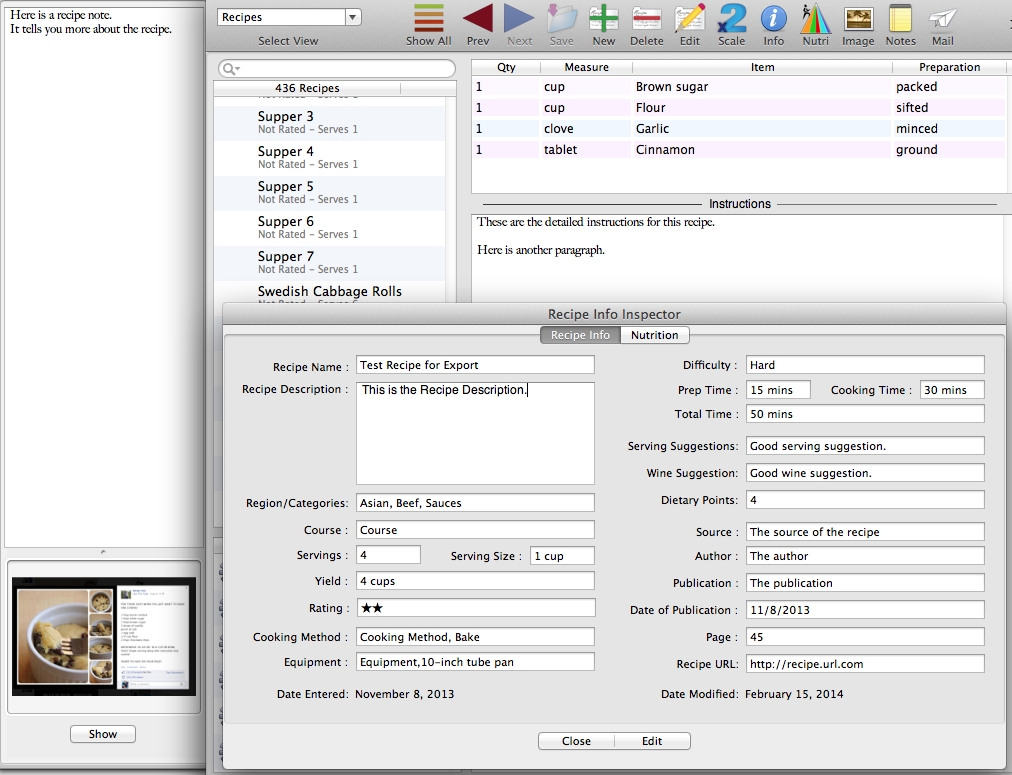 Here is a recipe note.
It tells you more about the recipe.
Recipes
Select View
Show All
Prev
Next
Save
New
Delete
Edit
Scale
Info
Nutri
Image
Notes
Mail
436 Recipes
Not Rated – Serves 1
Supper 3
Not Rated – Serves 1
Supper 4
Not Rated – Serves 1
Supper 5
Not Rated – Serves 1
Supper 6
Not Rated – Serves 1
Supper 7
Not Rated – Serves 1
Swedish Cabbage Rolls
Qty Measure Item Preparation
1 cup Brown sugar packed
1 cup Flour sifted
1 clove Garlic minced
1 tablet Cinnamon ground
Instructions
These are the detailed instructions for this recipe.
Here is another paragraph.
Recipe Info Inspector
Recipe Info Nutrition
Recipe Name : Test Recipe for Export
Recipe Description : This is the Recipe Description.
Region/Categories: Asian, Beef, Sauces
Course : Course
Servings : 4 Serving Size : 1 cup
Yield : 4 cups
Rating : ★★
Cooking Method : Cooking Method, Bake
Equipment : Equipment,10-inch tube pan
Date Entered: November 8, 2013
Difficulty : Hard
Prep Time : 15 mins Cooking Time : 30 mins
Total Time : 50 mins
Serving Suggestions: Good serving suggestion.
Wine Suggestion: Good wine suggestion.
Dietary Points: 4
Source : The source of the recipe
Author : The author
Publication : The publication
Date of Publication : 11/8/2013
Page : 45
Recipe URL: http://recipe.url.com
Date Modified: February 15, 2014
Close Edit
Show